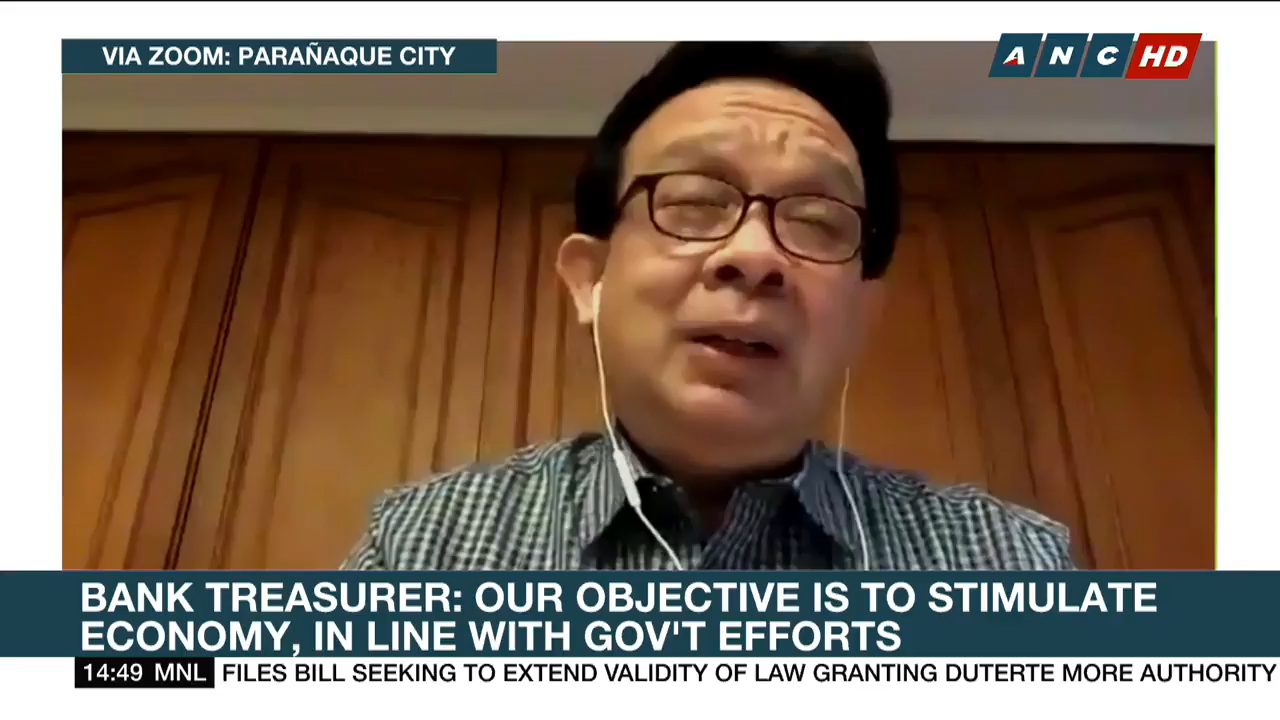 VIA ZOOM: PARAÑAQUE CITY
ANC HD
BANK TREASURER: OUR OBJECTIVE IS TO STIMULATE
ECONOMY, IN LINE WITH GOV'T EFFORTS
14:49 MNL FILES BILL SEEKING TO EXTEND VALIDITY OF LAW GRANTING DUTERTE MORE AUTHORITY